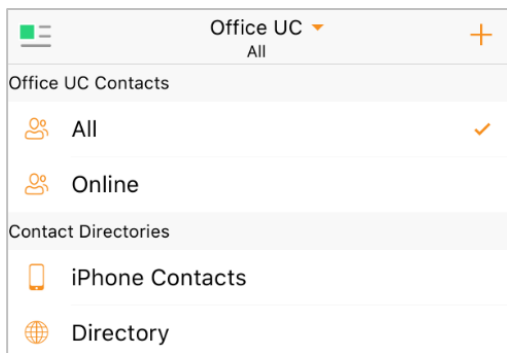 Office UC
All
Office UC Contacts
All
Online
Contact Directories
iPhone Contacts
Directory